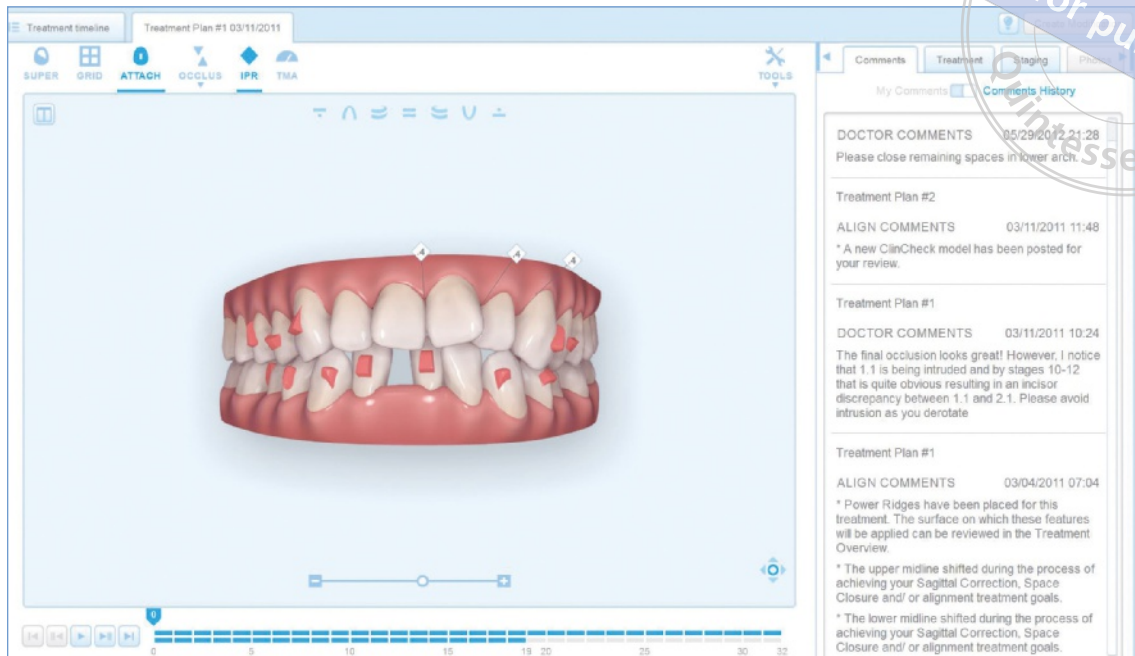 Treatment timeline
Treatment Plan #1 03/11/2011
SUPER GRID ATTACH OCCLUS IPR TMA
TOOLS
Comments Treatment Staging
My Comments Comments History
DOCTOR COMMENTS 05/29/2012 21:28
Please close remaining spaces in lower arch.
Treatment Plan #2
ALIGN COMMENTS 03/11/2011 11:48
* A new ClinCheck model has been posted for
your review.
Treatment Plan #1
DOCTOR COMMENTS 03/11/2011 10:24
The final occlusion looks great! However, I notice
that 1.1 is being intruded and by stages 10-12
that is quite obvious resulting in an incisor
discrepancy between 1.1 and 2.1. Please avoid
intrusion as you derotate
Treatment Plan #1
ALIGN COMMENTS 03/04/2011 07:04
* Power Ridges have been placed for this
treatment. The surface on which these features
will be applied can be reviewed in the Treatment
Overview.
* The upper midline shifted during the process of
achieving your Sagittal Correction, Space
Closure and/ or alignment treatment goals.
* The lower midline shifted during the process of
achieving your Sagittal Correction, Space
Closure and/ or alignment treatment goals.
.4 .4 .4
0
0 5 10 15 19 20 25 30 32
for pu
Quintesse